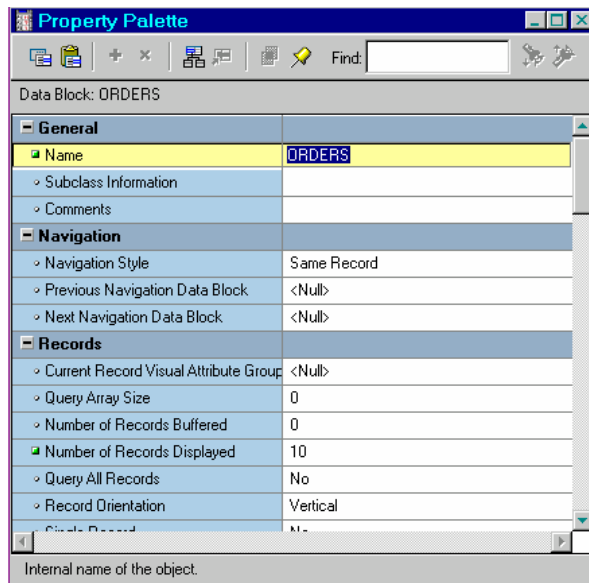 Property Palette
Find:
Data Block: ORDERS
General
Name ORDERS
Subclass Information
Comments
Navigation
Navigation Style Same Record
Previous Navigation Data Block <Null>
Next Navigation Data Block <Null>
Records
Current Record Visual Attribute Group <Null>
Query Array Size 0
Number of Records Buffered 0
Number of Records Displayed 10
Query All Records No
Record Orientation Vertical
Single Record No
Internal name of the object.